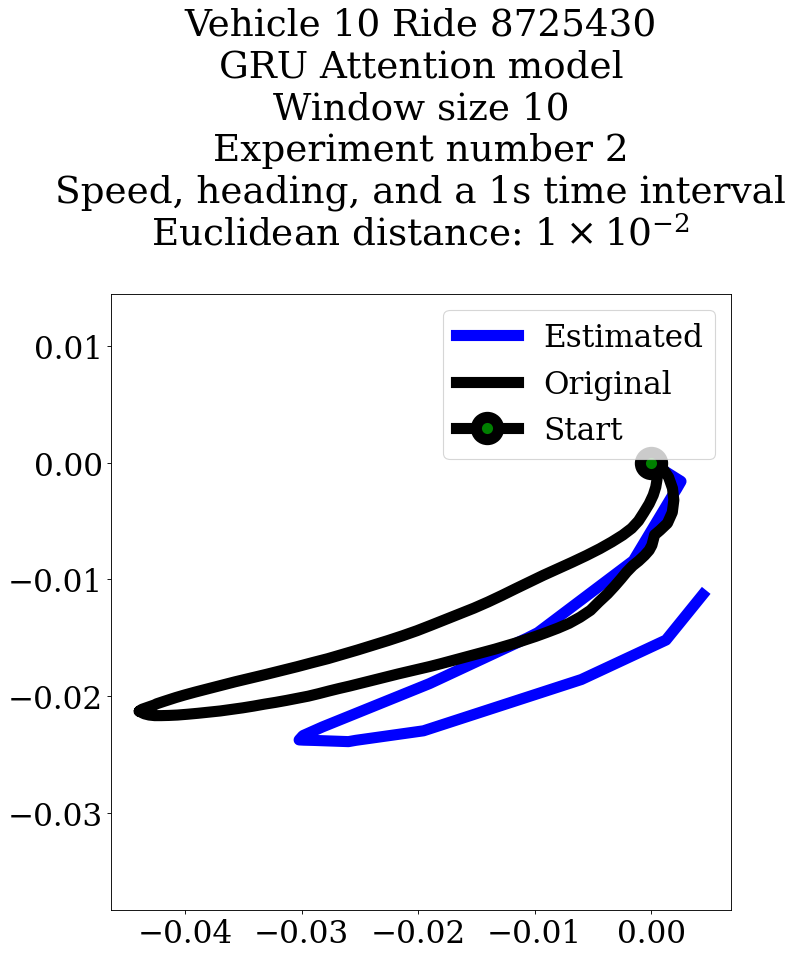 Vehicle 10 Ride 8725430
GRU Attention model
Window size 10
Experiment number 2
Speed, heading, and a 1s time interval
Euclidean distance: 1 × 10⁻²
Estimated
Original
Start
0.01
0.00
−0.01
−0.02
−0.03
−0.04 −0.03 −0.02 −0.01 0.00